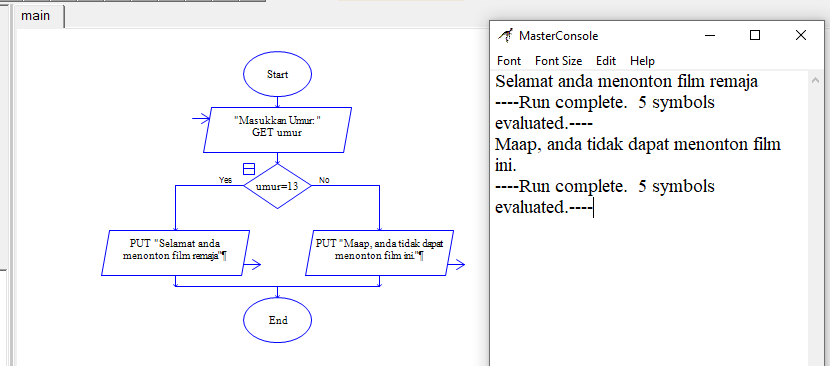 main
Start
"Masukkan Umur: "
GET umur
Yes
umur=13
No
PUT "Selamat anda
menonton film remaja"¶
PUT "Maap, anda tidak dapat
menonton film ini."¶
End
MasterConsole
Font Font Size Edit Help
Selamat anda menonton film remaja
----Run complete.  5 symbols
evaluated.----
Maap, anda tidak dapat menonton film
ini.
----Run complete.  5 symbols
evaluated.----